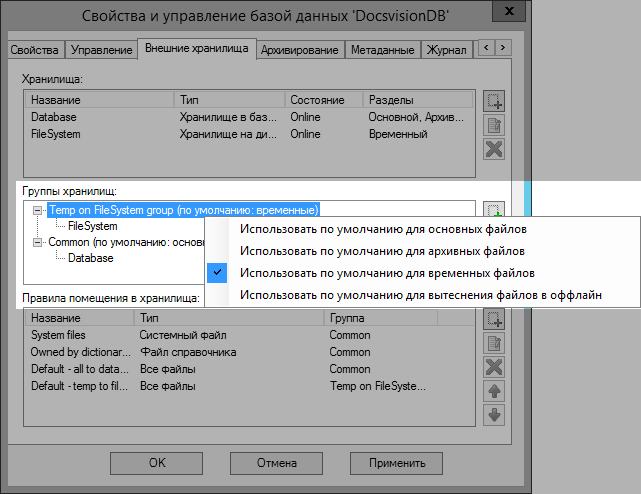 Свойства и управление базой данных 'DocsvisionDB' x
Свойства Управление Внешние хранилища Архивирование Метаданные Журнал < >
Хранилища:
Название Тип Состояние Разделы
Database Хранилище в баз... Online Основной, Архив...
FileSystem Хранилище на ди... Online Временный
Группы хранилищ:
Temp on FileSystem group (по умолчанию: временные)
FileSystem
Common (по умолчанию: основ
Database
Использовать по умолчанию для основных файлов
Использовать по умолчанию для архивных файлов
Использовать по умолчанию для временных файлов
Использовать по умолчанию для вытеснения файлов в оффлайн
Правила помещения в хранилища:
Название Тип Группа
System files Системный файл Common
Owned by dictionar... Файл справочника Common
Default - all to data... Все файлы Common
Default - temp to fil... Все файлы Temp on FileSyste...
OK Отмена Применить